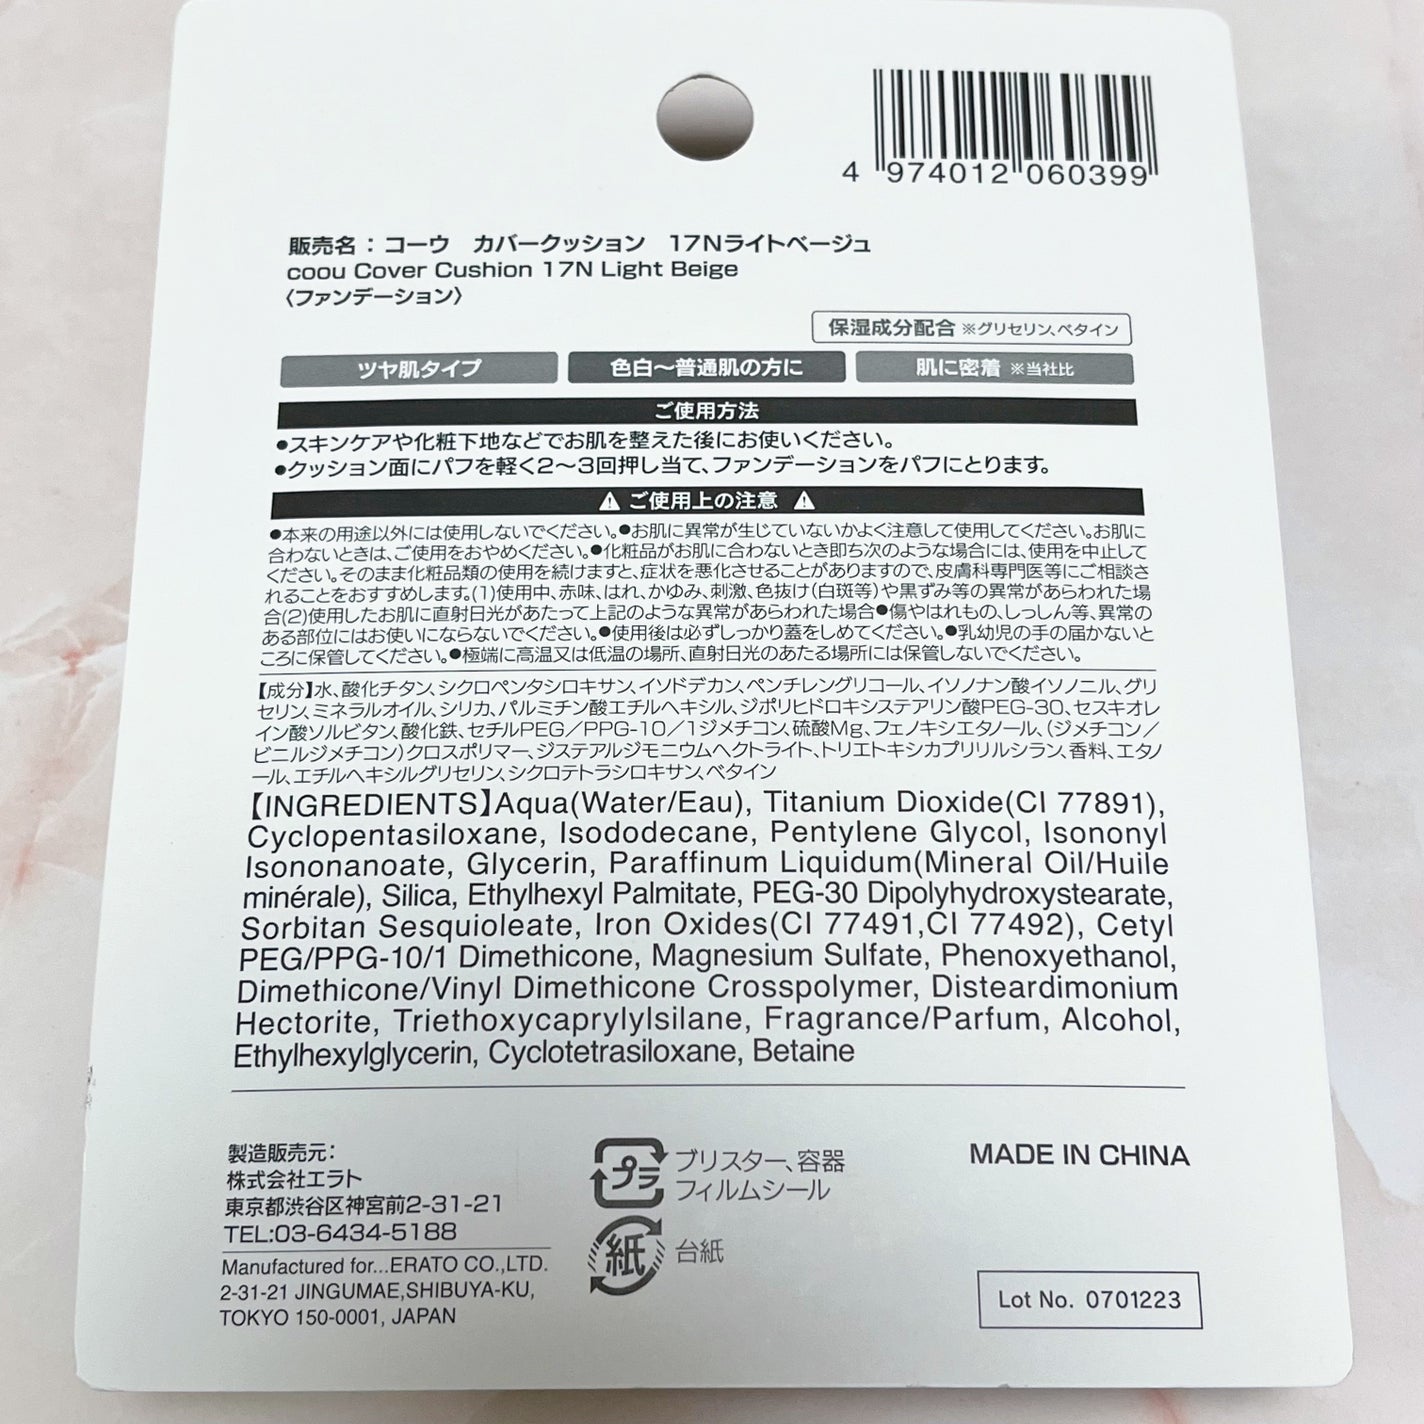 4 974012 060399
販売名：コーウ　カバークッション　17Nライトベージュ
coou Cover Cushion 17N Light Beige
〈ファンデーション〉
保湿成分配合 ※グリセリン、ベタイン
ツヤ肌タイプ
色白〜普通肌の方に
肌に密着 ※当社比
ご使用方法
●スキンケアや化粧下地などでお肌を整えた後にお使いください。
●クッション面にパフを軽く2〜3回押し当て、ファンデーションをパフにとります。
ご使用上の注意
●本来の用途以外には使用しないでください。●お肌に異常が生じていないかよく注意して使用してください。お肌に
合わないときは、ご使用をおやめください。●化粧品がお肌に合わないとき即ち次のような場合には、使用を中止して
ください。そのまま化粧品類の使用を続けますと、症状を悪化させることがありますので、皮膚科専門医等にご相談さ
れることをおすすめします。(1)使用中、赤味、はれ、かゆみ、刺激、色抜け(白斑等)や黒ずみ等の異常があらわれた場
合(2)使用したお肌に直射日光があたって上記のような異常があらわれた場合●傷やはれもの、しっしん等、異常の
ある部位にはお使いにならないでください。●使用後は必ずしっかり蓋をしめてください。●乳幼児の手の届かないと
ころに保管してください。●極端に高温又は低温の場所、直射日光のあたる場所には保管しないでください。
【成分】水、酸化チタン、シクロペンタシロキサン、イソドデカン、ペンチレングリコール、イソノナン酸イソノニル、グリ
セリン、ミネラルオイル、シリカ、パルミチン酸エチルヘキシル、ジポリヒドロキシステアリン酸PEG-30、セスキオレ
イン酸ソルビタン、酸化鉄、セチルPEG／PPG-10／1ジメチコン、硫酸Mg、フェノキシエタノール、(ジメチコン／
ビニルジメチコン)クロスポリマー、ジステアルジモニウムヘクトライト、トリエトキシカプリリルシラン、香料、エタノ
ール、エチルヘキシルグリセリン、シクロテトラシロキサン、ベタイン
【INGREDIENTS】Aqua(Water/Eau), Titanium Dioxide(CI 77891),
Cyclopentasiloxane, Isododecane, Pentylene Glycol, Isononyl
Isononanoate, Glycerin, Paraffinum Liquidum(Mineral Oil/Huile
minérale), Silica, Ethylhexyl Palmitate, PEG-30 Dipolyhydroxystearate,
Sorbitan Sesquioleate, Iron Oxides(CI 77491,CI 77492), Cetyl
PEG/PPG-10/1 Dimethicone, Magnesium Sulfate, Phenoxyethanol,
Dimethicone/Vinyl Dimethicone Crosspolymer, Disteardimonium
Hectorite, Triethoxycaprylylsilane, Fragrance/Parfum, Alcohol,
Ethylhexylglycerin, Cyclotetrasiloxane, Betaine
製造販売元：
株式会社エラト
東京都渋谷区神宮前2-31-21
TEL:03-6434-5188
Manufactured for...ERATO CO.,LTD.
2-31-21 JINGUMAE,SHIBUYA-KU,
TOKYO 150-0001, JAPAN
プラ
ブリスター、容器
フィルムシール
紙
台紙
MADE IN CHINA
Lot No. 0701223